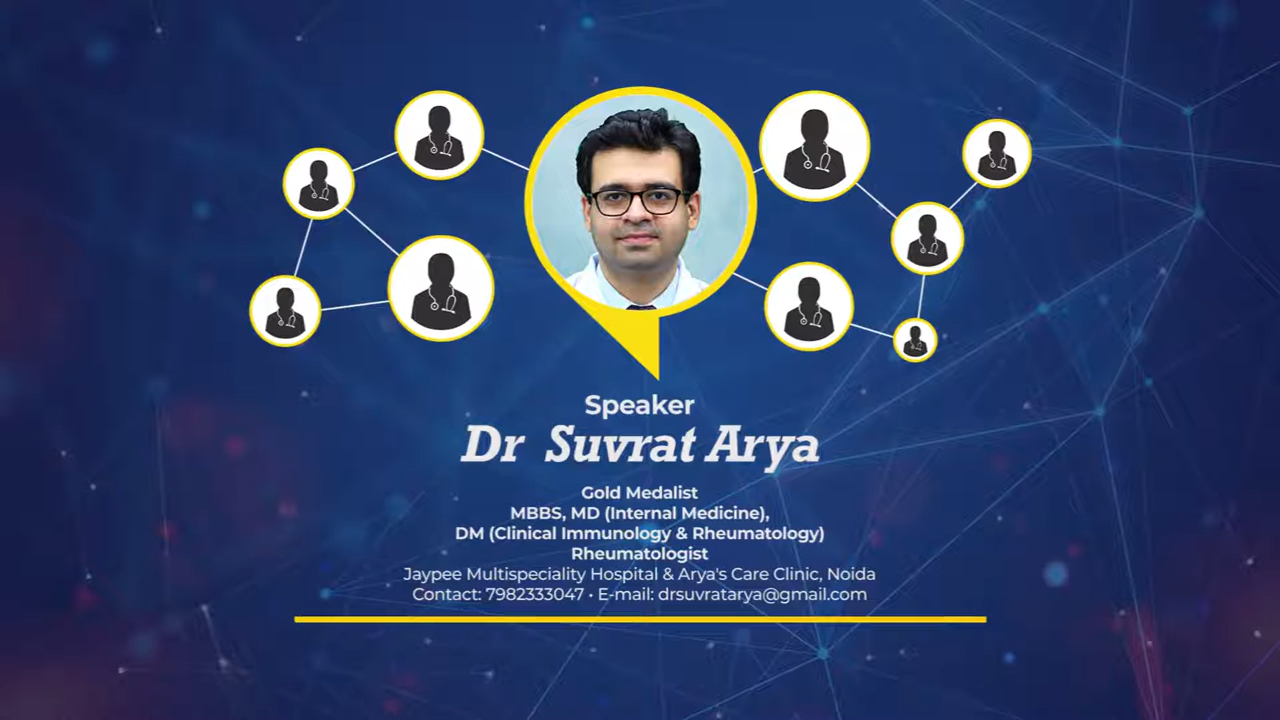 Speaker
Dr Suvrat Arya
Gold Medalist
MBBS, MD (Internal Medicine),
DM (Clinical Immunology & Rheumatology)
Rheumatologist
Jaypee Multispeciality Hospital & Arya's Care Clinic, Noida
Contact: 7982333047 • E-mail: drsuvratarya@gmail.com